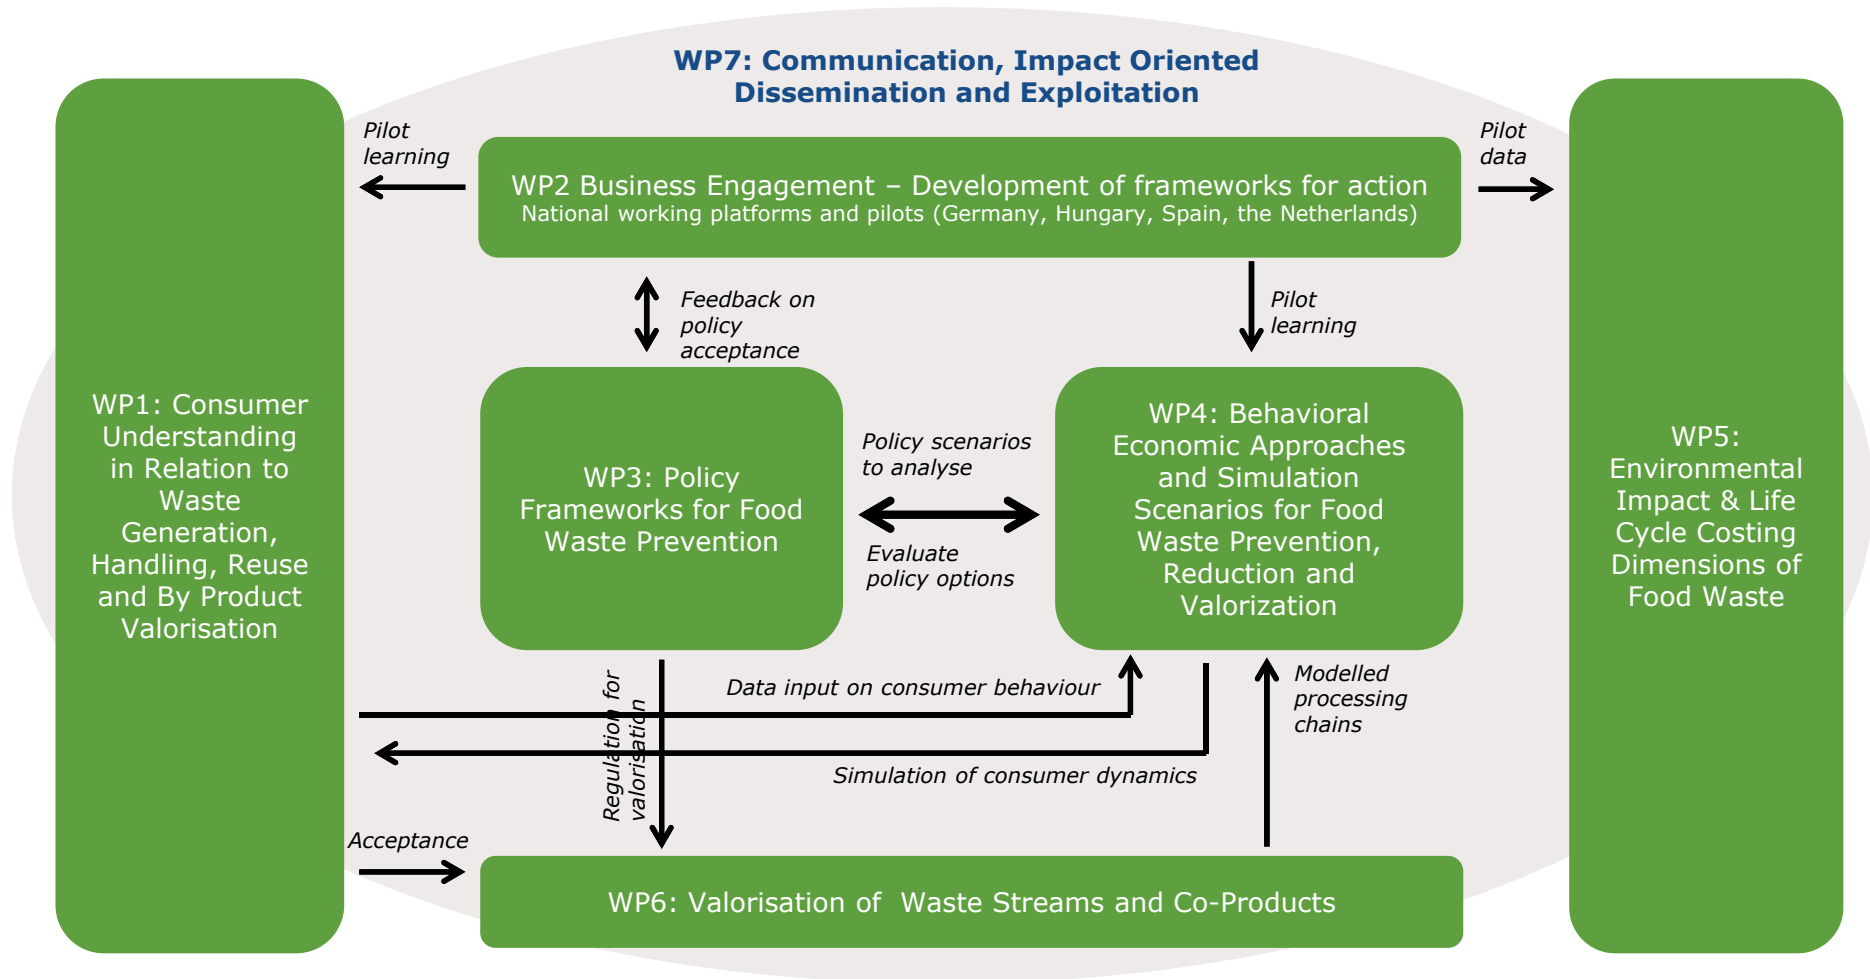 WP7: Communication, Impact Oriented
Dissemination and Exploitation
Pilot
learning
Pilot
data
WP2 Business Engagement – Development of frameworks for action
National working platforms and pilots (Germany, Hungary, Spain, the Netherlands)
Feedback on
policy
acceptance
Pilot
learning
WP1: Consumer
Understanding
in Relation to
Waste
Generation,
Handling, Reuse
and By Product
Valorisation
WP3: Policy
Frameworks for Food
Waste Prevention
Policy scenarios
to analyse
Evaluate
policy options
WP4: Behavioral
Economic Approaches
and Simulation
Scenarios for Food
Waste Prevention,
Reduction and
Valorization
WP5:
Environmental
Impact & Life
Cycle Costing
Dimensions of
Food Waste
Regulation for
valorisation
Data input on consumer behaviour
Modelled
processing
chains
Simulation of consumer dynamics
Acceptance
WP6: Valorisation of  Waste Streams and Co-Products